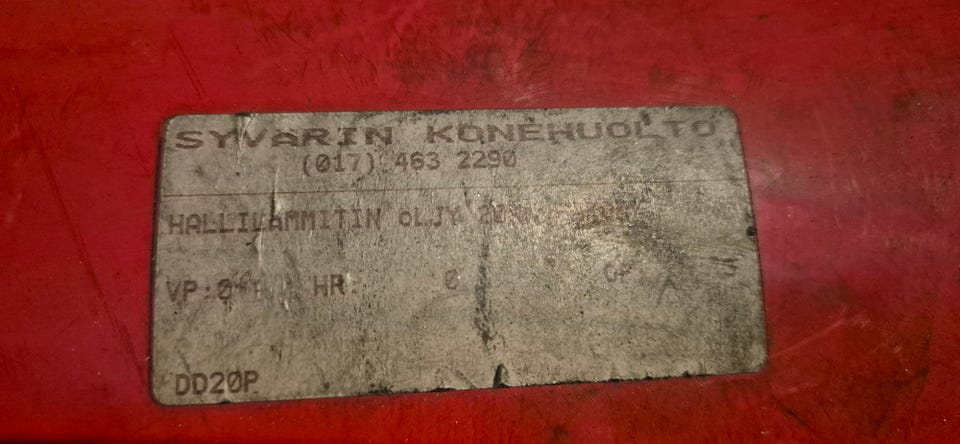 SYVARIN KONEHUOLTO
(017) 463 2290
HALLILAMMITIN OLJY
VP: HR:
DD20P